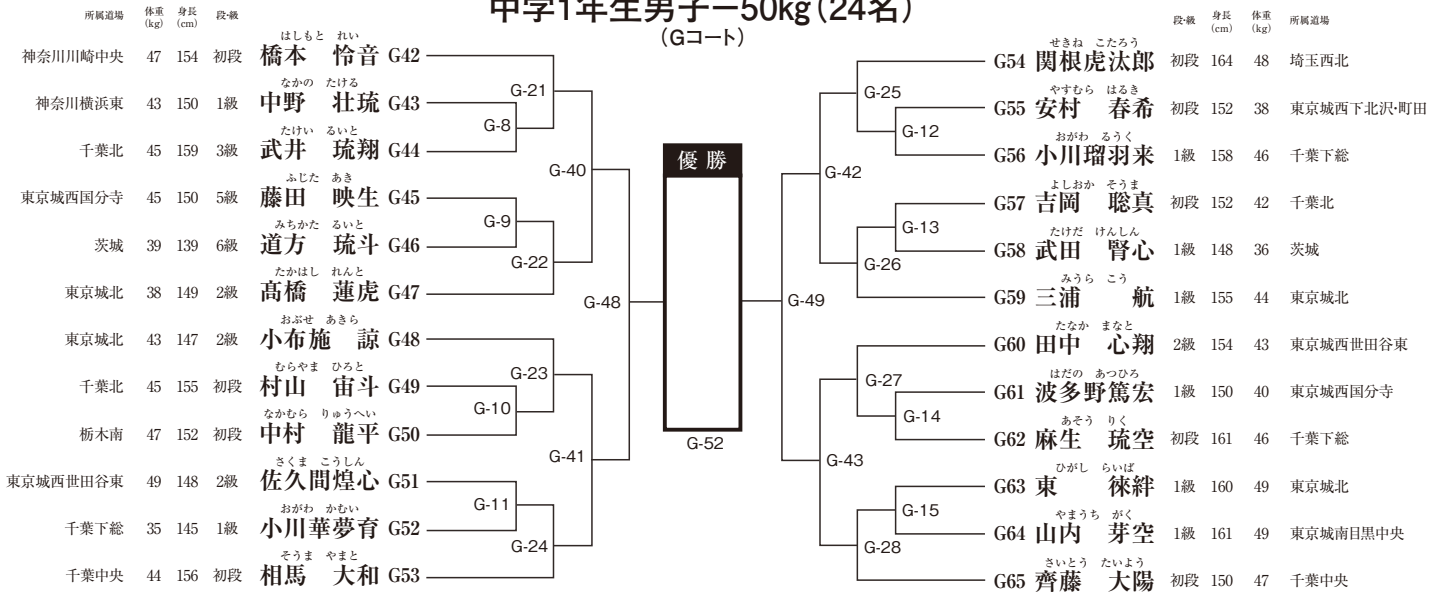 中学1年生男子−50kg（24名）
（Gコート）
所属道場 体重(kg) 身長(cm) 段・級
はしもと れい
神奈川川崎中央 47 154 初段 橋本 怜音 G42
なかの たける
神奈川横浜東 43 150 1級 中野 壮琉 G43
たけい るいと
千葉北 45 159 3級 武井 琉翔 G44
ふじた あき
東京城西国分寺 45 150 5級 藤田 映生 G45
みちかた るいと
茨城 39 139 6級 道方 琉斗 G46
たかはし れんと
東京城北 38 149 2級 髙橋 蓮虎 G47
おぶせ あきら
東京城北 43 147 2級 小布施 諒 G48
むらやま ひろと
千葉北 45 155 初段 村山 宙斗 G49
なかむら りゅうへい
栃木南 47 152 初段 中村 龍平 G50
さくま こうしん
東京城西世田谷東 49 148 2級 佐久間煌心 G51
おがわ かむい
千葉下総 35 145 1級 小川華夢育 G52
そうま やまと
千葉中央 44 156 初段 相馬 大和 G53
G-21
G-8
G-40
G-9
G-22
G-48
G-23
G-10
G-41
G-11
G-24
優勝
G-52
G-25
G-12
G-42
G-13
G-26
G-49
G-27
G-14
G-43
G-15
G-28
段・級 身長(cm) 体重(kg) 所属道場
せきね こたろう
G54 関根虎汰郎 初段 164 48 埼玉西北
やすむら はるき
G55 安村 春希 初段 152 38 東京城西下北沢・町田
おがわ るうく
G56 小川瑠羽来 1級 158 46 千葉下総
よしおか そうま
G57 吉岡 聡真 初段 152 42 千葉北
たけだ けんしん
G58 武田 腎心 1級 148 36 茨城
みうら こう
G59 三浦 航 1級 155 44 東京城北
たなか まなと
G60 田中 心翔 2級 154 43 東京城西世田谷東
はだの あつひろ
G61 波多野篤宏 1級 150 40 東京城西国分寺
あそう りく
G62 麻生 琉空 初段 161 46 千葉下総
ひがし らいば
G63 東 徠絆 1級 160 49 東京城北
やまうち がく
G64 山内 芽空 1級 161 49 東京城南目黒中央
さいとう たいよう
G65 齊藤 大陽 初段 150 47 千葉中央